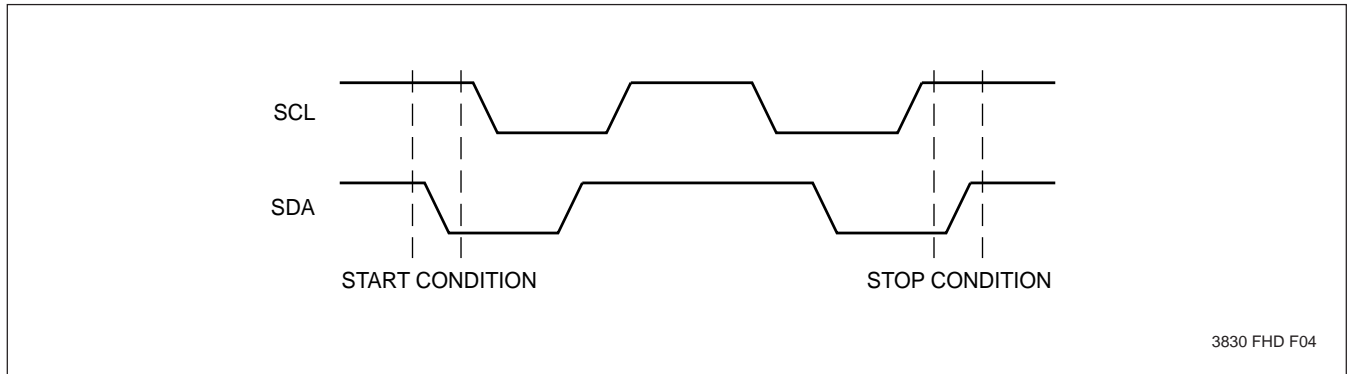 SCL
SDA
START CONDITION
STOP CONDITION
3830 FHD F04